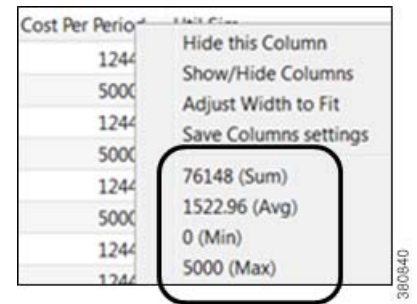 Cost Per Period
Hide this Column
1244
Show/Hide Columns
5000
Adjust Width to Fit
1244
Save Columns settings
5000
1244
76148 (Sum)
5000
1522.96 (Avg)
1244
0 (Min)
1244
5000 (Max)
380840